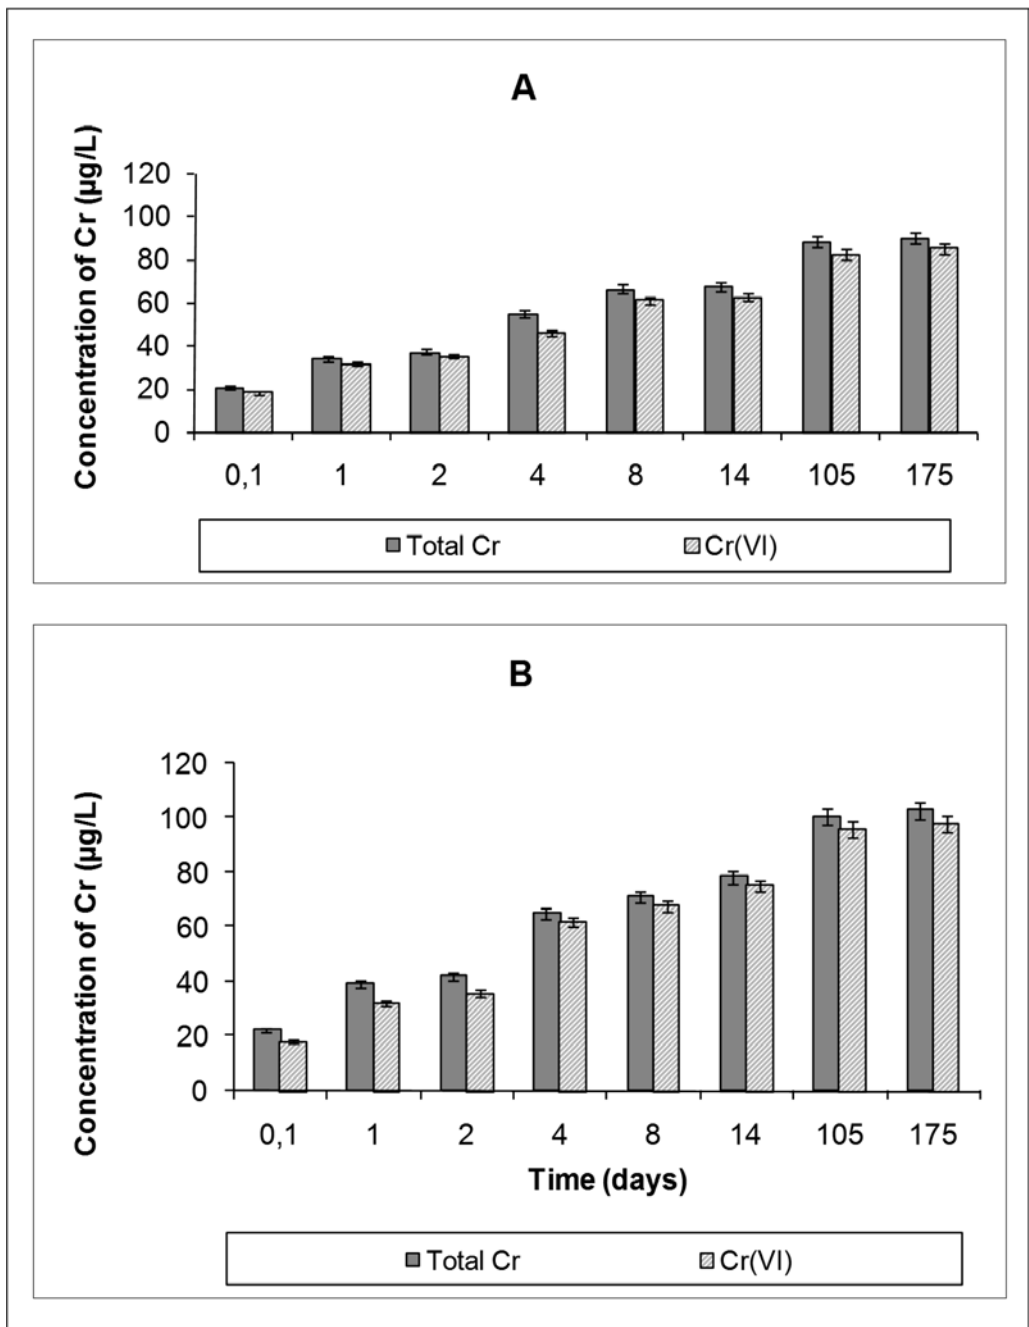 A
Concentration of Cr (µg/L)
120
100
80
60
40
20
0
0,1 1 2 4 8 14 105 175
Total Cr Cr(VI)
B
Concentration of Cr (µg/L)
120
100
80
60
40
20
0
0,1 1 2 4 8 14 105 175
Time (days)
Total Cr Cr(VI)